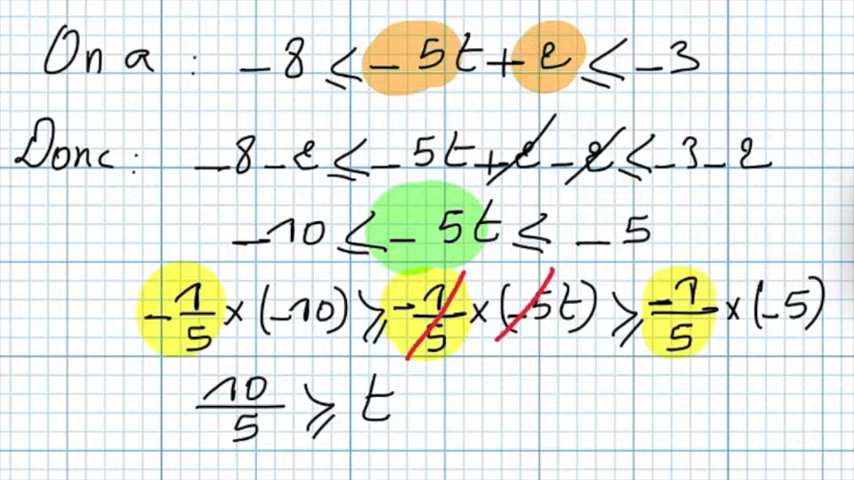 On a : -8 ≤ -5t + 2 ≤ -3
Donc : -8 - 2 ≤ -5t + 2 - 2 ≤ -3 - 2
-10 ≤ -5t ≤ -5
-1/5 × (-10) ≥ -1/5 × (-5t) ≥ -1/5 × (-5)
10/5 ≥ t